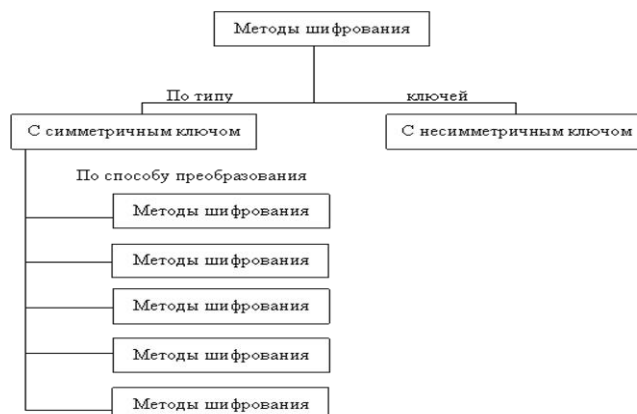 Методы шифрования
По типу ключей
С симметричным ключом
С несимметричным ключом
По способу преобразования
Методы шифрования
Методы шифрования
Методы шифрования
Методы шифрования
Методы шифрования